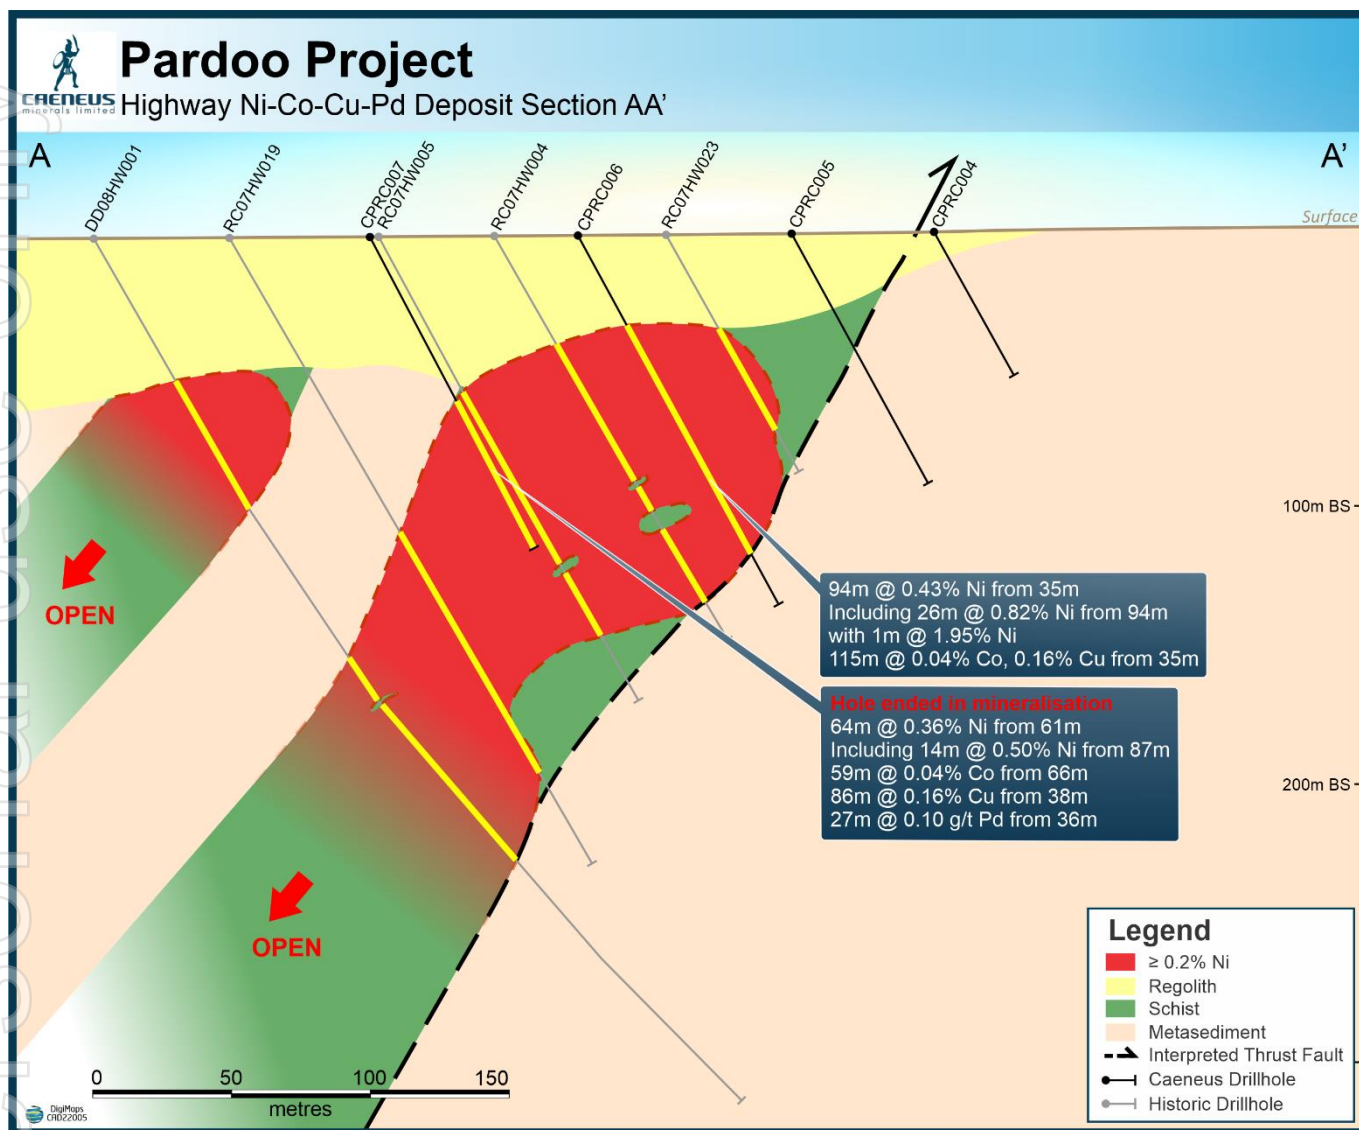 CAENEUS
minerals limited
Pardoo Project
Highway Ni-Co-Cu-Pd Deposit Section AA'
A
A'
DD08HW001
RC07HW019
CPRC007
RC07HW005
RC07HW004
CPRC006
RC07HW023
CPRC005
CPRC004
Surface
100m BS
94m @ 0.43% Ni from 35m
Including 26m @ 0.82% Ni from 94m
with 1m @ 1.95% Ni
115m @ 0.04% Co, 0.16% Cu from 35m
OPEN
Hole ended in mineralisation
64m @ 0.36% Ni from 61m
Including 14m @ 0.50% Ni from 87m
59m @ 0.04% Co from 66m
86m @ 0.16% Cu from 38m
27m @ 0.10 g/t Pd from 36m
200m BS
OPEN
Legend
≥ 0.2% Ni
Regolith
Schist
Metasediment
Interpreted Thrust Fault
Caeneus Drillhole
Historic Drillhole
0 50 100 150
metres
DigiMaps
CAD22005